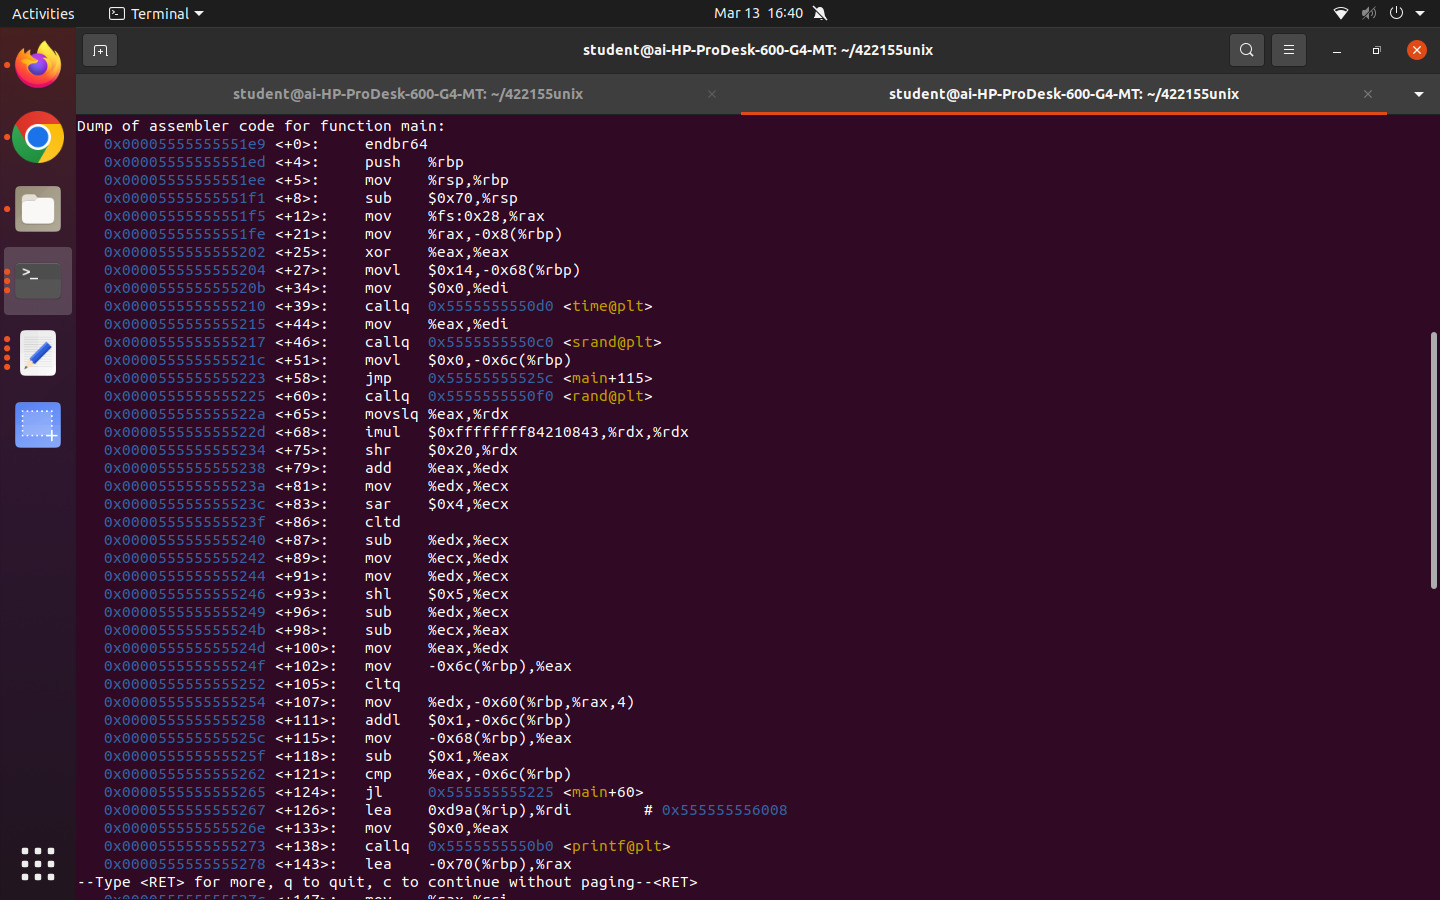 Activities
Terminal
Mar 13 16:40
student@ai-HP-ProDesk-600-G4-MT: ~/422155unix
student@ai-HP-ProDesk-600-G4-MT: ~/422155unix
student@ai-HP-ProDesk-600-G4-MT: ~/422155unix
Dump of assembler code for function main:
0x00005555555551e9 <+0>: endbr64
0x00005555555551ed <+4>: push %rbp
0x00005555555551ee <+5>: mov %rsp,%rbp
0x00005555555551f1 <+8>: sub $0x70,%rsp
0x00005555555551f5 <+12>: mov %fs:0x28,%rax
0x00005555555551fe <+21>: mov %rax,-0x8(%rbp)
0x0000555555555202 <+25>: xor %eax,%eax
0x0000555555555204 <+27>: movl $0x14,-0x68(%rbp)
0x000055555555520b <+34>: mov $0x0,%edi
0x0000555555555210 <+39>: callq 0x5555555550d0 <time@plt>
0x0000555555555215 <+44>: mov %eax,%edi
0x0000555555555217 <+46>: callq 0x5555555550c0 <srand@plt>
0x000055555555521c <+51>: movl $0x0,-0x6c(%rbp)
0x0000555555555223 <+58>: jmp 0x55555555525c <main+115>
0x0000555555555225 <+60>: callq 0x5555555550f0 <rand@plt>
0x000055555555522a <+65>: movslq %eax,%rdx
0x000055555555522d <+68>: imul $0xffffffff84210843,%rdx,%rdx
0x0000555555555234 <+75>: shr $0x20,%rdx
0x0000555555555238 <+79>: add %eax,%edx
0x000055555555523a <+81>: mov %edx,%ecx
0x000055555555523c <+83>: sar $0x4,%ecx
0x000055555555523f <+86>: cltd
0x0000555555555240 <+87>: sub %edx,%ecx
0x0000555555555242 <+89>: mov %ecx,%edx
0x0000555555555244 <+91>: mov %edx,%ecx
0x0000555555555246 <+93>: shl $0x5,%ecx
0x0000555555555249 <+96>: sub %edx,%ecx
0x000055555555524b <+98>: sub %ecx,%eax
0x000055555555524d <+100>: mov %eax,%edx
0x000055555555524f <+102>: mov -0x6c(%rbp),%eax
0x0000555555555252 <+105>: cltq
0x0000555555555254 <+107>: mov %edx,-0x60(%rbp,%rax,4)
0x0000555555555258 <+111>: addl $0x1,-0x6c(%rbp)
0x000055555555525c <+115>: mov -0x68(%rbp),%eax
0x000055555555525f <+118>: sub $0x1,%eax
0x0000555555555262 <+121>: cmp %eax,-0x6c(%rbp)
0x0000555555555265 <+124>: jl 0x555555555225 <main+60>
0x0000555555555267 <+126>: lea 0xd9a(%rip),%rdi # 0x555555556008
0x000055555555526e <+133>: mov $0x0,%eax
0x0000555555555273 <+138>: callq 0x5555555550b0 <printf@plt>
0x0000555555555278 <+143>: lea -0x70(%rbp),%rax
--Type <RET> for more, q to quit, c to continue without paging--<RET>
0x000055555555527c <+147>: mov %rax,%rsi